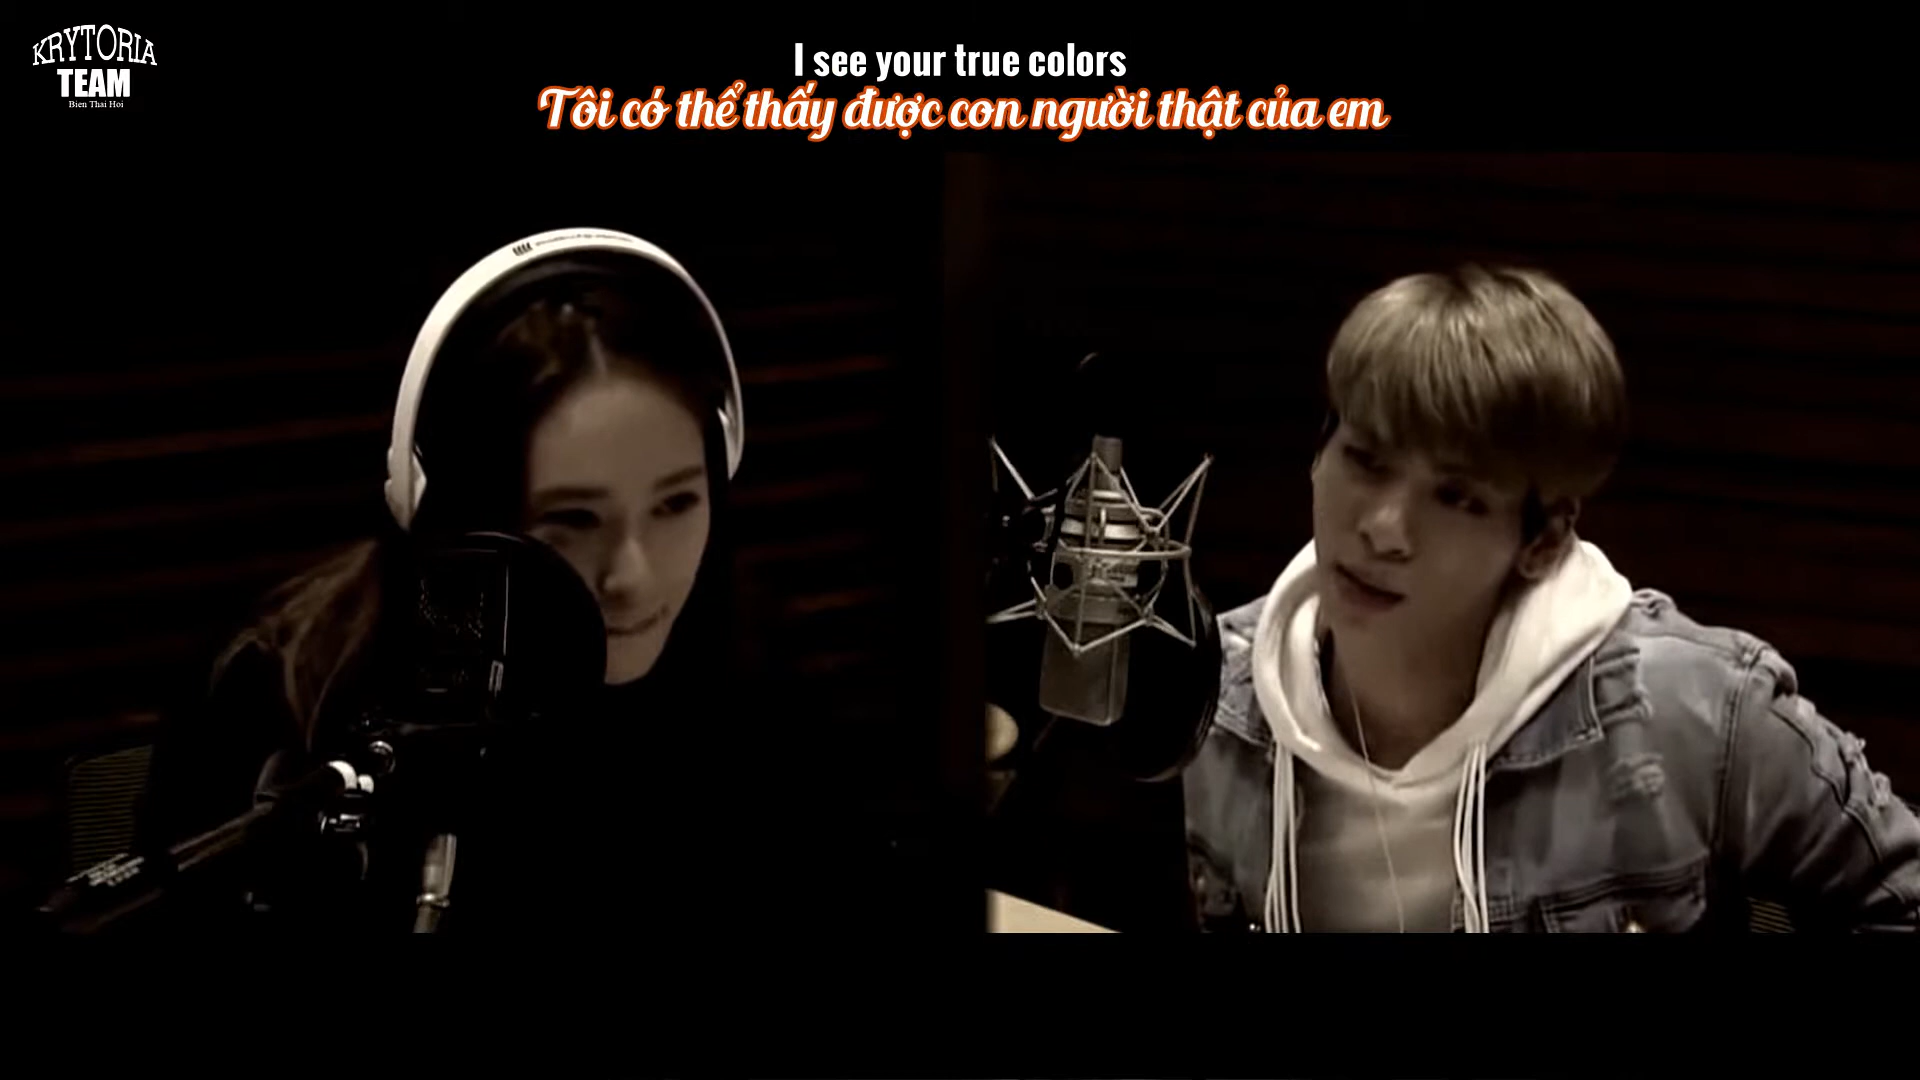 KRYTORIA
TEAM
Bien Thai Hoi
I see your true colors
Tôi có thể thấy được con người thật của em